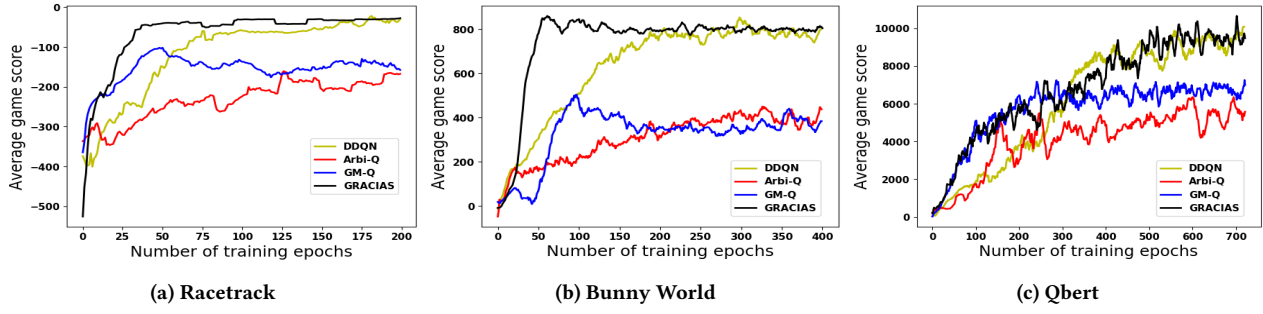 0
−100
−200
−300
−400
−500
Average game score
0 25 50 75 100 125 150 175 200
Number of training epochs
DDQN
Arbi-Q
GM-Q
GRACIAS
(a) Racetrack
800
600
400
200
0
Average game score
0 50 100 150 200 250 300 350 400
Number of training epochs
DDQN
Arbi-Q
GM-Q
GRACIAS
(b) Bunny World
10000
8000
6000
4000
2000
0
Average game score
0 100 200 300 400 500 600 700
Number of training epochs
DDQN
Arbi-Q
GM-Q
GRACIAS
(c) Qbert